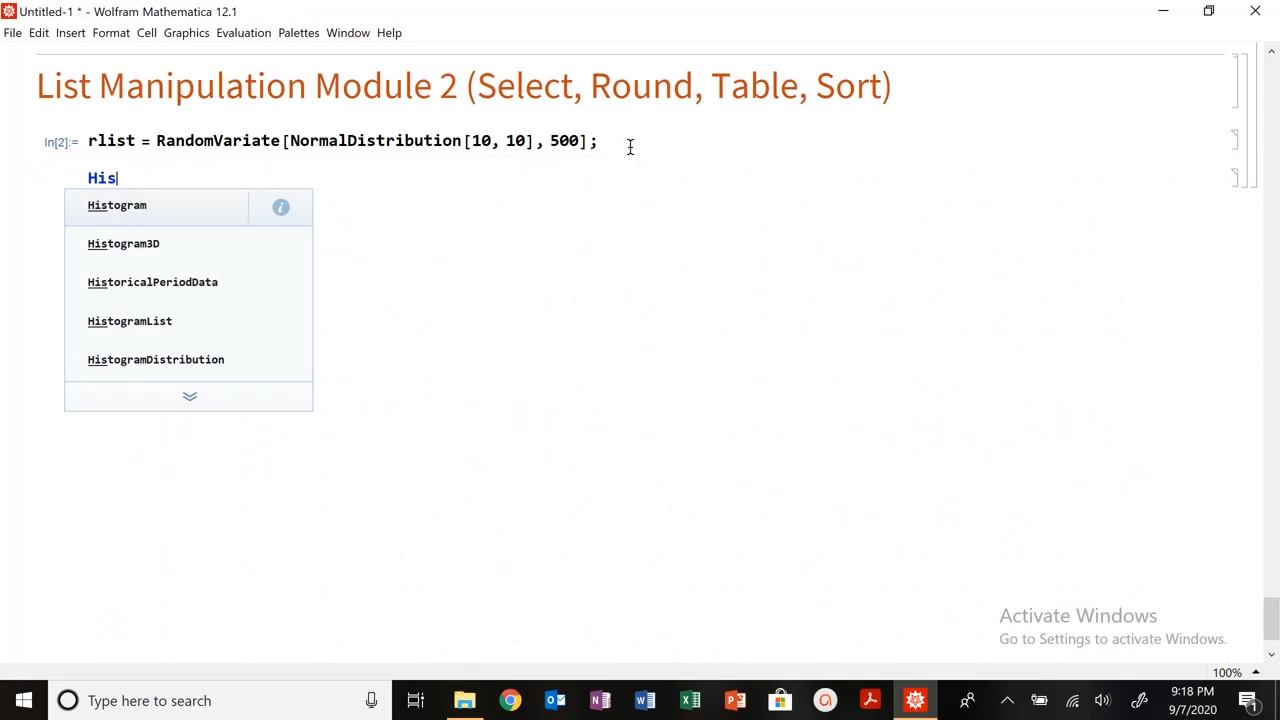 Untitled-1 * - Wolfram Mathematica 12.1
File Edit Insert Format Cell Graphics Evaluation Palettes Window Help
List Manipulation Module 2 (Select, Round, Table, Sort)
In[2]:= rlist = RandomVariate[NormalDistribution[10, 10], 500];
His
Histogram
Histogram3D
HistoricalPeriodData
HistogramList
HistogramDistribution
Activate Windows
Go to Settings to activate Windows.
100%
Type here to search
9:18 PM
9/7/2020
1